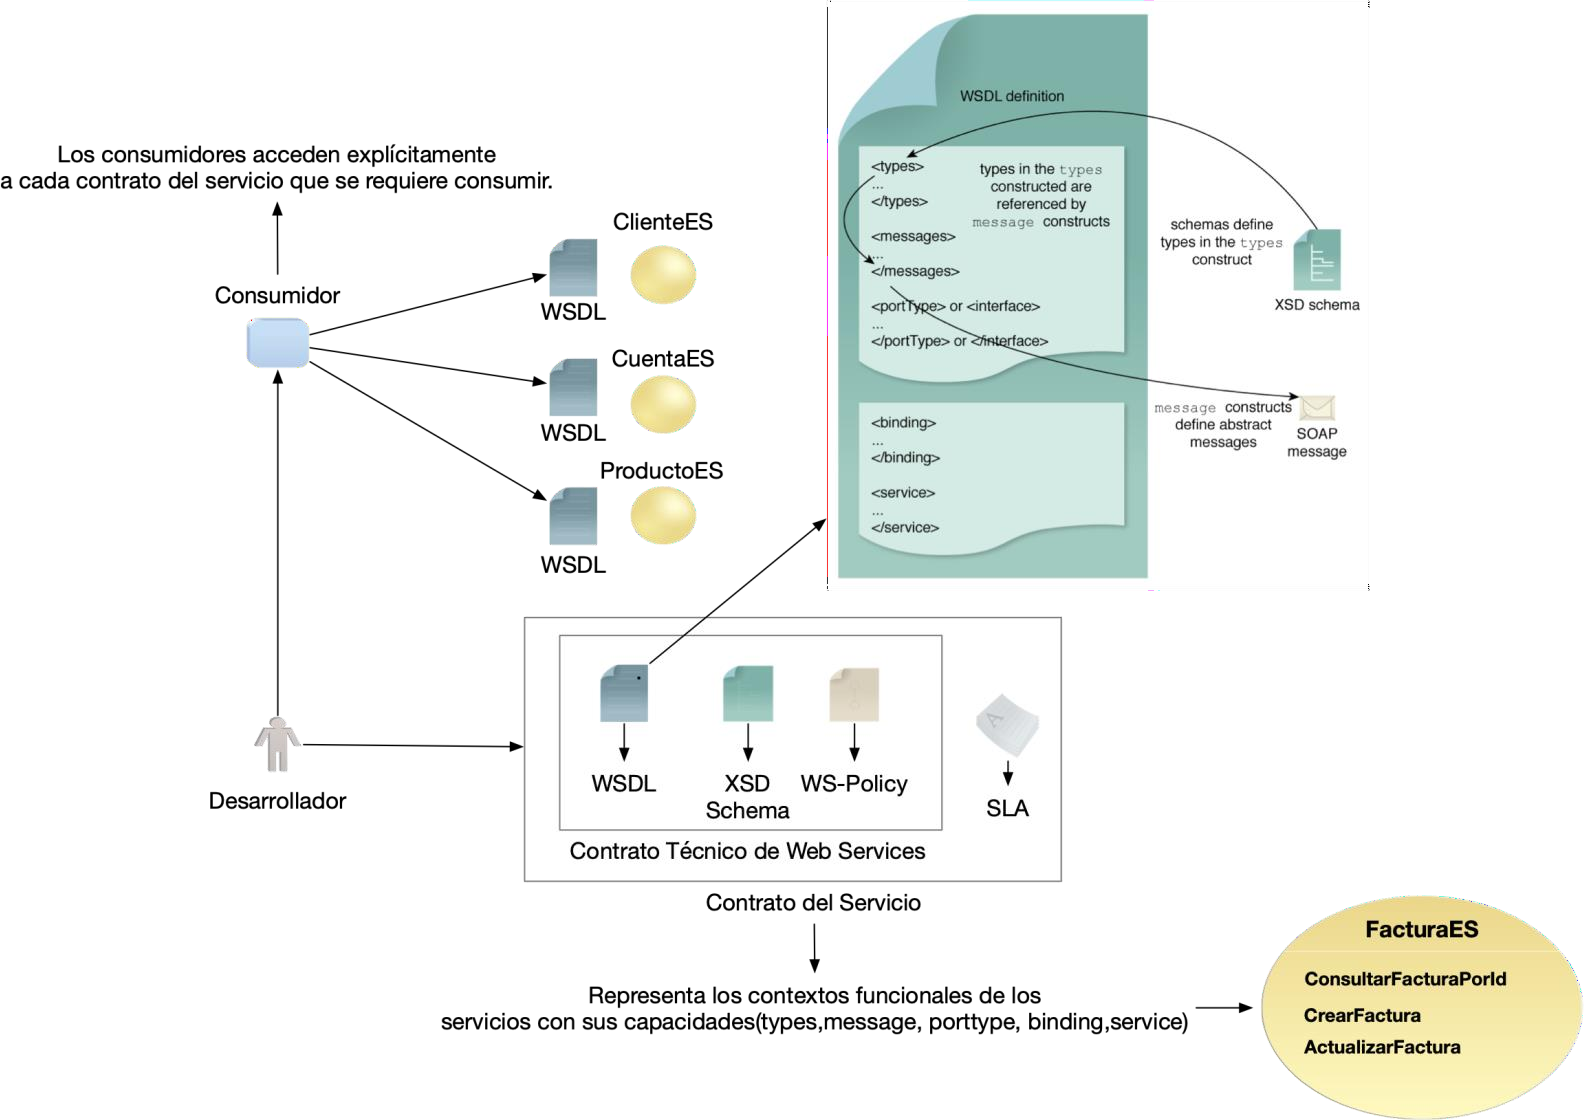 Los consumidores acceden explícitamente
a cada contrato del servicio que se requiere consumir.
Consumidor
ClienteES
WSDL
CuentaES
WSDL
ProductoES
WSDL
Desarrollador
WSDL definition
<types>
...
</types>
<messages>
...
</messages>
<portType> or <interface>
...
</portType> or </interface>
types in the types
constructed are
referenced by
message constructs
<binding>
...
</binding>
<service>
...
</service>
schemas define
types in the types
construct
XSD schema
message constructs
define abstract
messages
SOAP
message
WSDL
XSD
Schema
WS-Policy
A
SLA
Contrato Técnico de Web Services
Contrato del Servicio
Representa los contextos funcionales de los
servicios con sus capacidades(types,message, porttype, binding,service)
FacturaES
ConsultarFacturaPorId
CrearFactura
ActualizarFactura